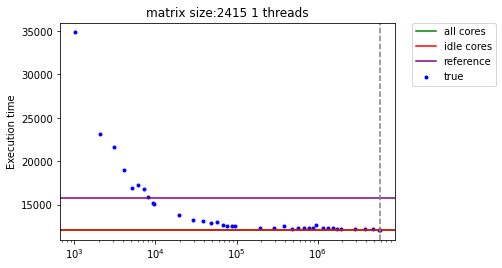 matrix size:2415 1 threads
Execution time
35000
30000
25000
20000
15000
10³
10⁴
10⁵
10⁶
all cores
idle cores
reference
true